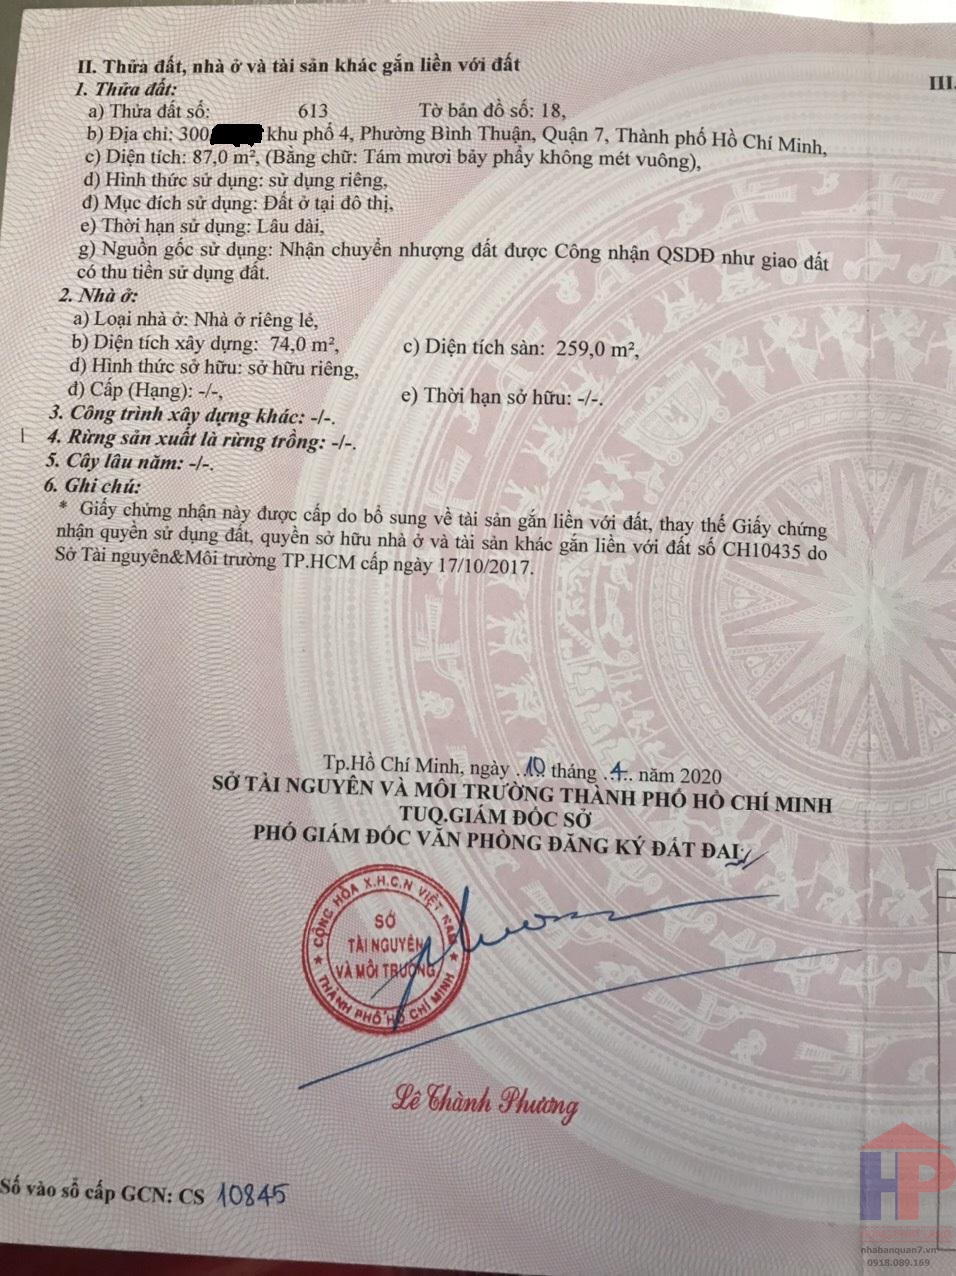 II. Thửa đất, nhà ở và tài sản khác gắn liền với đất
III.
1. Thửa đất:
a) Thửa đất số: 613 Tờ bản đồ số: 18,
b) Địa chỉ: 300 khu phố 4, Phường Bình Thuận, Quận 7, Thành phố Hồ Chí Minh,
c) Diện tích: 87,0 m², (Bằng chữ: Tám mươi bảy phẩy không mét vuông),
d) Hình thức sử dụng: sử dụng riêng,
đ) Mục đích sử dụng: Đất ở tại đô thị,
e) Thời hạn sử dụng: Lâu dài,
g) Nguồn gốc sử dụng: Nhận chuyển nhượng đất được Công nhận QSDĐ như giao đất
có thu tiền sử dụng đất.
2. Nhà ở:
a) Loại nhà ở: Nhà ở riêng lẻ,
b) Diện tích xây dựng: 74,0 m², c) Diện tích sàn: 259,0 m²,
d) Hình thức sở hữu: sở hữu riêng,
đ) Cấp (Hạng): -/-, e) Thời hạn sở hữu: -/-.
3. Công trình xây dựng khác: -/-.
4. Rừng sản xuất là rừng trồng: -/-.
5. Cây lâu năm: -/-.
6. Ghi chú:
* Giấy chứng nhận này được cấp do bổ sung về tài sản gắn liền với đất, thay thế Giấy chứng
nhận quyền sử dụng đất, quyền sở hữu nhà ở và tài sản khác gắn liền với đất số CH10435 do
Sở Tài nguyên&Môi trường TP.HCM cấp ngày 17/10/2017.
Tp.Hồ Chí Minh, ngày 10 tháng 4 năm 2020
SỞ TÀI NGUYÊN VÀ MÔI TRƯỜNG THÀNH PHỐ HỒ CHÍ MINH
TUQ.GIÁM ĐỐC SỞ
PHÓ GIÁM ĐỐC VĂN PHÒNG ĐĂNG KÝ ĐẤT ĐAI
CỘNG HÒA X.H.C.N VIỆT NAM
SỞ
TÀI NGUYÊN
VÀ MÔI TRƯỜNG
THÀNH PHỐ HỒ CHÍ MINH
Lê Thành Phương
Số vào sổ cấp GCN: CS 10845
HP
nhabanquan7.vn
0918.089.169